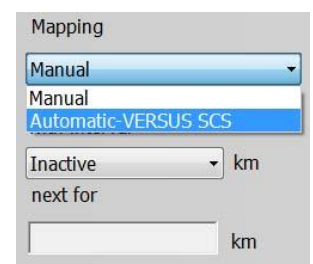 Mapping
Manual
Manual
Automatic-VERSUS SCS
Inactive km
next for
km